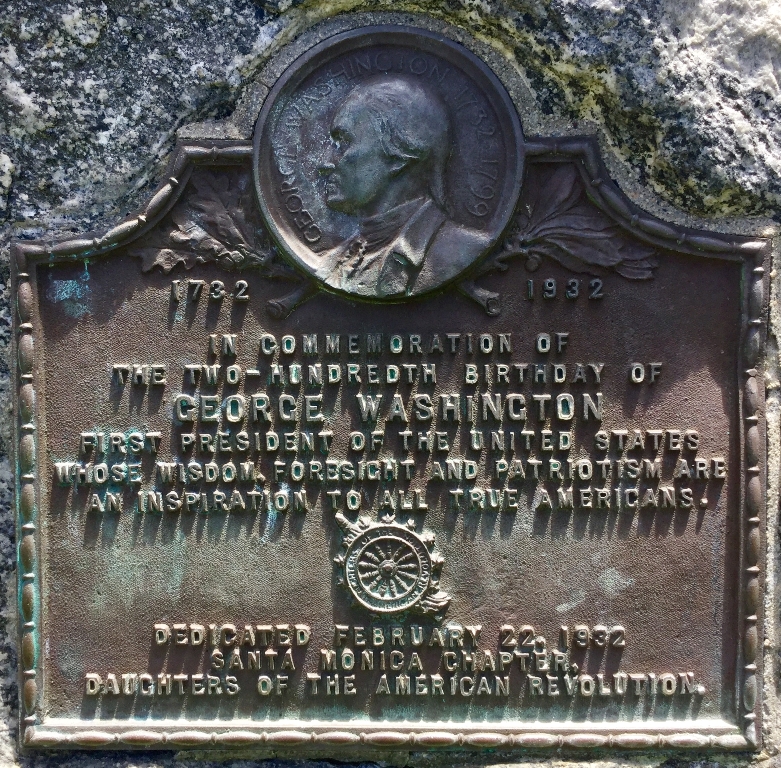 GEORGE WASHINGTON 1732 1799
1732 1932
IN COMMEMORATION OF
THE TWO-HUNDREDTH BIRTHDAY OF
GEORGE WASHINGTON
FIRST PRESIDENT OF THE UNITED STATES
WHOSE WISDOM, FORESIGHT AND PATRIOTISM ARE
AN INSPIRATION TO ALL TRUE AMERICANS.
DEDICATED FEBRUARY 22, 1932
SANTA MONICA CHAPTER,
DAUGHTERS OF THE AMERICAN REVOLUTION.